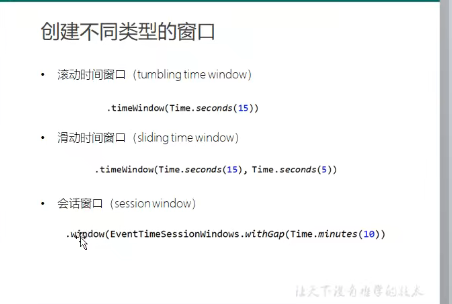 创建不同类型的窗口
• 滚动时间窗口（tumbling time window）
.timeWindow(Time.seconds(15))
• 滑动时间窗口（sliding time window）
.timeWindow(Time.seconds(15), Time.seconds(5))
• 会话窗口（session window）
.window(EventTimeSessionWindows.withGap(Time.minutes(10))
让天下没有难学的技术